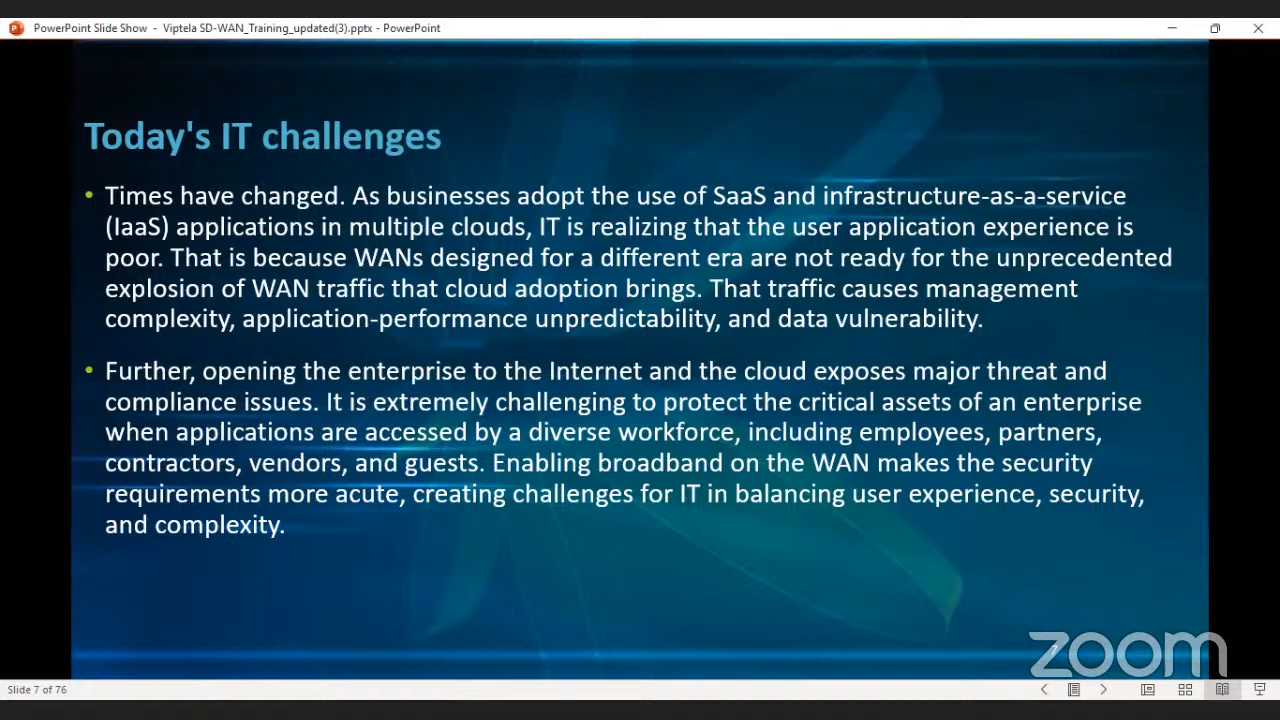 PowerPoint Slide Show - Viptela SD-WAN_Training_updated(3).pptx - PowerPoint
Today's IT challenges
• Times have changed. As businesses adopt the use of SaaS and infrastructure-as-a-service
(IaaS) applications in multiple clouds, IT is realizing that the user application experience is
poor. That is because WANs designed for a different era are not ready for the unprecedented
explosion of WAN traffic that cloud adoption brings. That traffic causes management
complexity, application-performance unpredictability, and data vulnerability.
• Further, opening the enterprise to the Internet and the cloud exposes major threat and
compliance issues. It is extremely challenging to protect the critical assets of an enterprise
when applications are accessed by a diverse workforce, including employees, partners,
contractors, vendors, and guests. Enabling broadband on the WAN makes the security
requirements more acute, creating challenges for IT in balancing user experience, security,
and complexity.
7
zoom
Slide 7 of 76